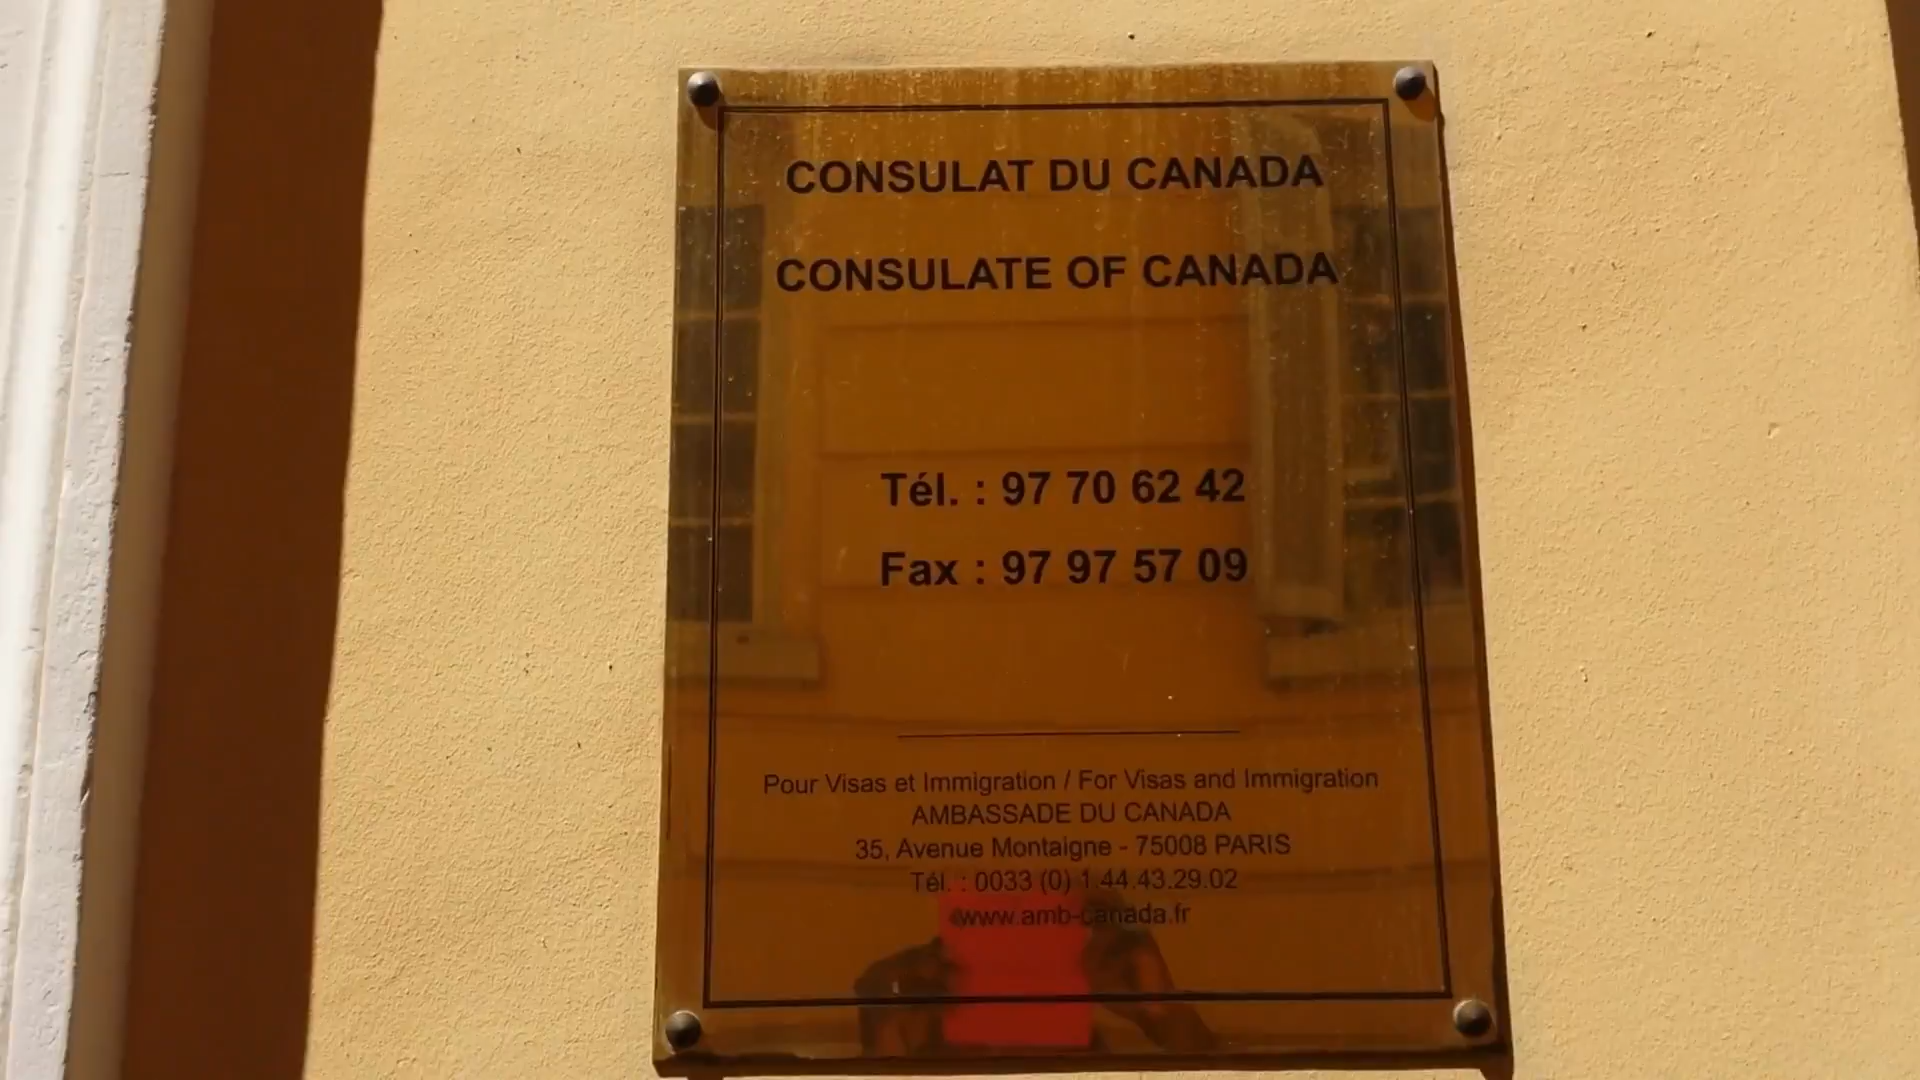 CONSULAT DU CANADA
CONSULATE OF CANADA
Tél. : 97 70 62 42
Fax : 97 97 57 09
Pour Visas et Immigration / For Visas and Immigration
AMBASSADE DU CANADA
35, Avenue Montaigne - 75008 PARIS
Tél. : 0033 (0) 1.44.43.29.02
www.amb-canada.fr